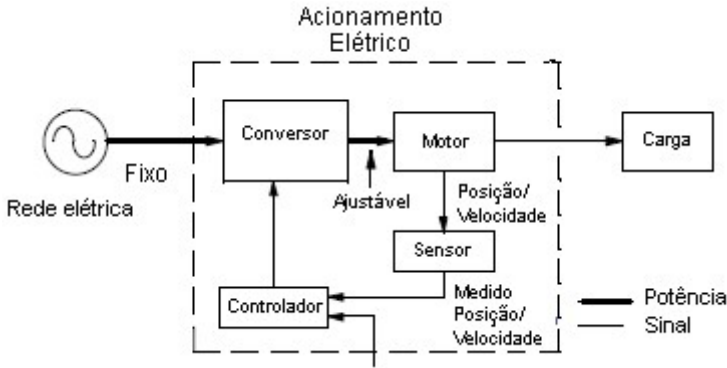 Acionamento
Elétrico
Conversor
Motor
Carga
Fixo
Rede elétrica
Ajustável
Posição/
Velocidade
Sensor
Controlador
Medido
Posição/
Velocidade
Potência
Sinal